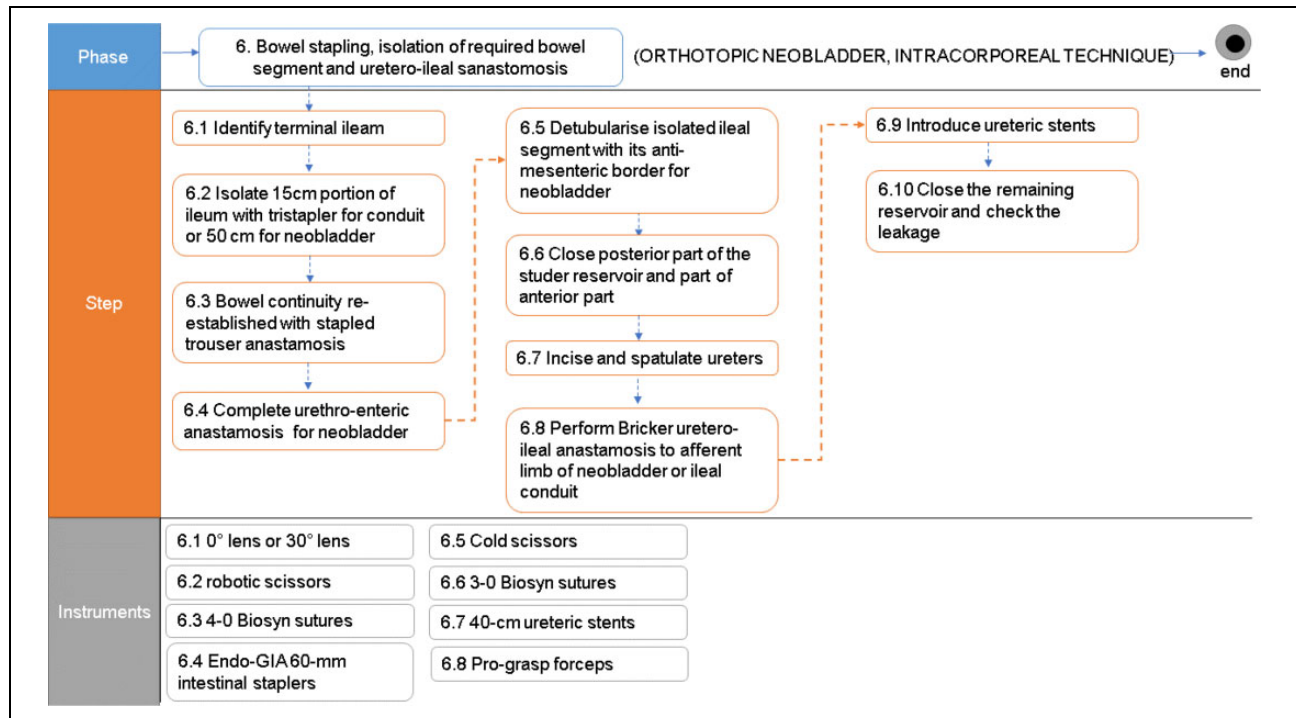 Phase
6. Bowel stapling, isolation of required bowel
segment and uretero-ileal sanastomosis
(ORTHOTOPIC NEOBLADDER, INTRACORPOREAL TECHNIQUE)
end
Step
6.1 Identify terminal ileam
6.2 Isolate 15cm portion of
ileum with tristapler for conduit
or 50 cm for neobladder
6.3 Bowel continuity re-
established with stapled
trouser anastamosis
6.4 Complete urethro-enteric
anastamosis for neobladder
6.5 Detubularise isolated ileal
segment with its anti-
mesenteric border for
neobladder
6.6 Close posterior part of the
studer reservoir and part of
anterior part
6.7 Incise and spatulate ureters
6.8 Perform Bricker uretero-
ileal anastamosis to afferent
limb of neobladder or ileal
conduit
6.9 Introduce ureteric stents
6.10 Close the remaining
reservoir and check the
leakage
Instruments
6.1 0° lens or 30° lens
6.2 robotic scissors
6.3 4-0 Biosyn sutures
6.4 Endo-GIA 60-mm
intestinal staplers
6.5 Cold scissors
6.6 3-0 Biosyn sutures
6.7 40-cm ureteric stents
6.8 Pro-grasp forceps